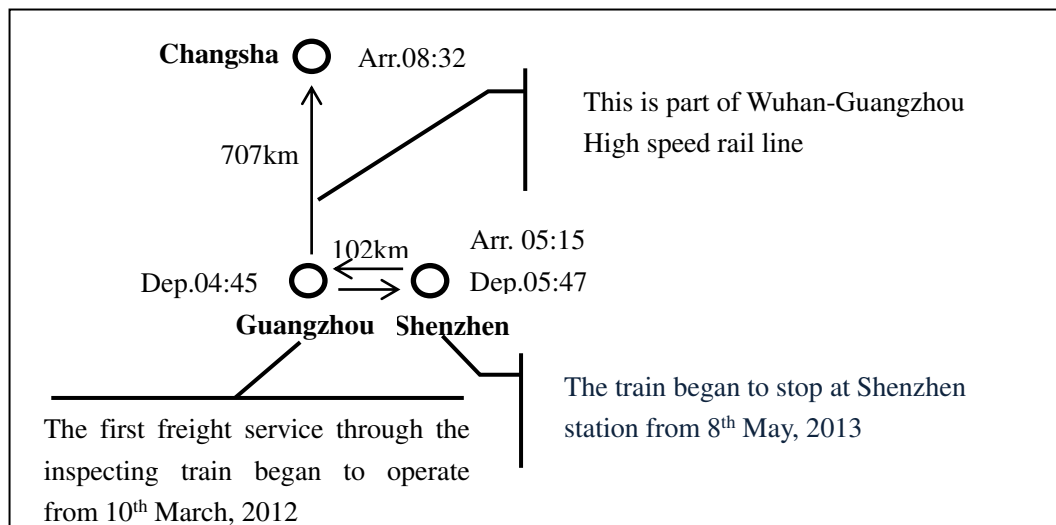 Changsha
Arr.08:32
This is part of Wuhan-Guangzhou
High speed rail line
707km
102km
Arr. 05:15
Dep.04:45
Dep.05:47
Guangzhou
Shenzhen
The train began to stop at Shenzhen
station from 8th May, 2013
The first freight service through the
inspecting train began to operate
from 10th March, 2012